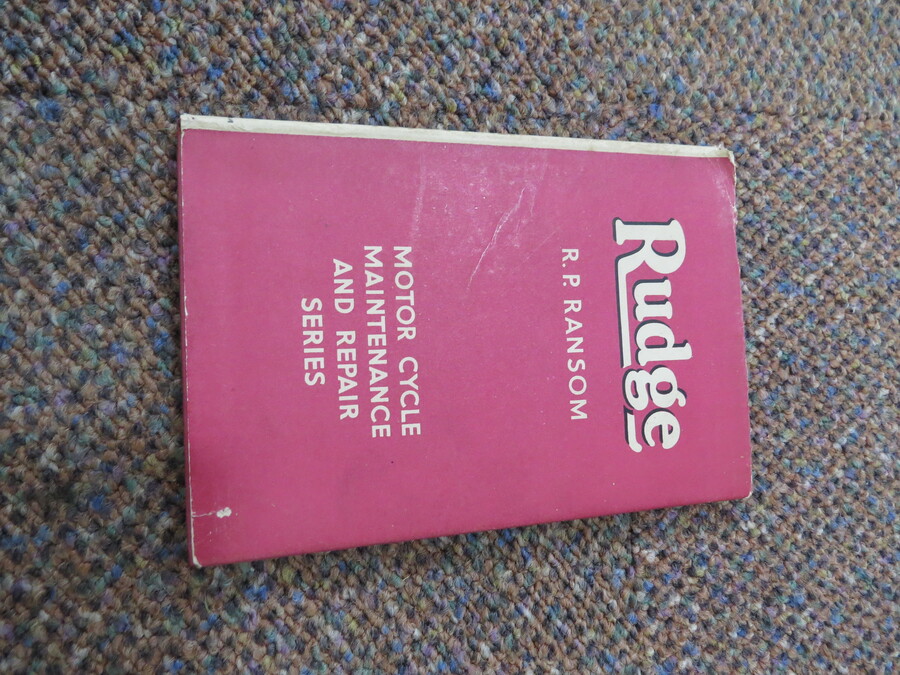 Rudge
R. P. RANSOM
MOTOR CYCLE
MAINTENANCE
AND REPAIR
SERIES